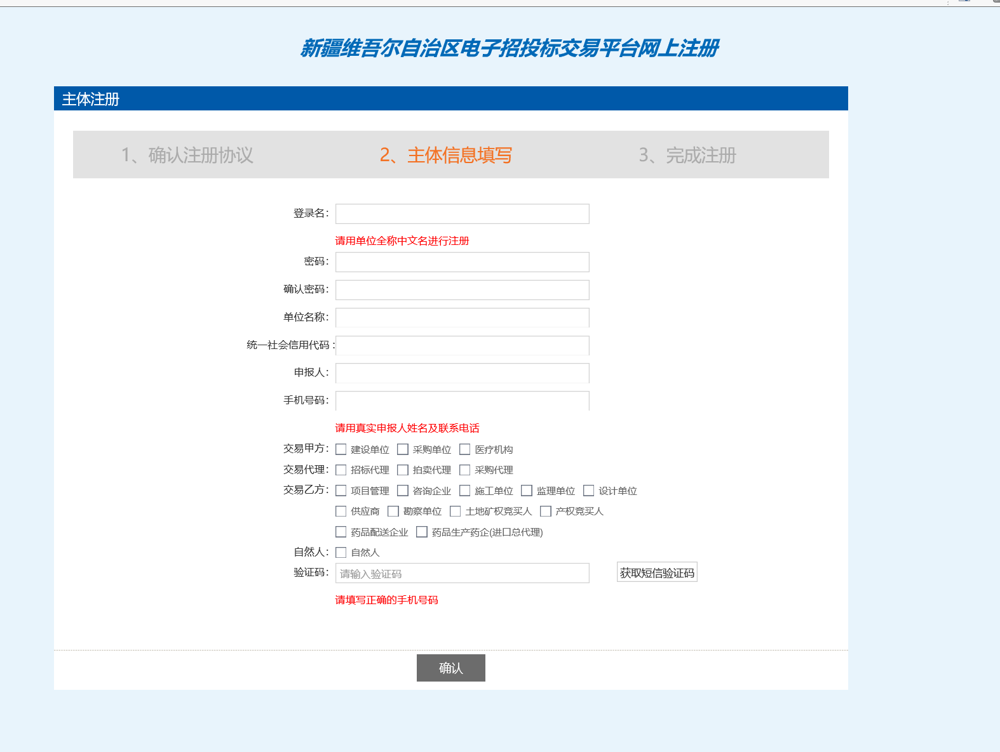 新疆维吾尔自治区电子招投标交易平台网上注册
主体注册
1、确认注册协议 2、主体信息填写 3、完成注册
登录名：
请用单位全称中文名进行注册
密码：
确认密码：
单位名称：
统一社会信用代码：
申报人：
手机号码：
请用真实申报人姓名及联系电话
交易甲方： 建设单位 采购单位 医疗机构
交易代理： 招标代理 拍卖代理 采购代理
交易乙方： 项目管理 咨询企业 施工单位 监理单位 设计单位
供应商 勘察单位 土地矿权竞买人 产权竞买人
药品配送企业 药品生产药企(进口总代理)
自然人： 自然人
验证码： 请输入验证码 获取短信验证码
请填写正确的手机号码
确认